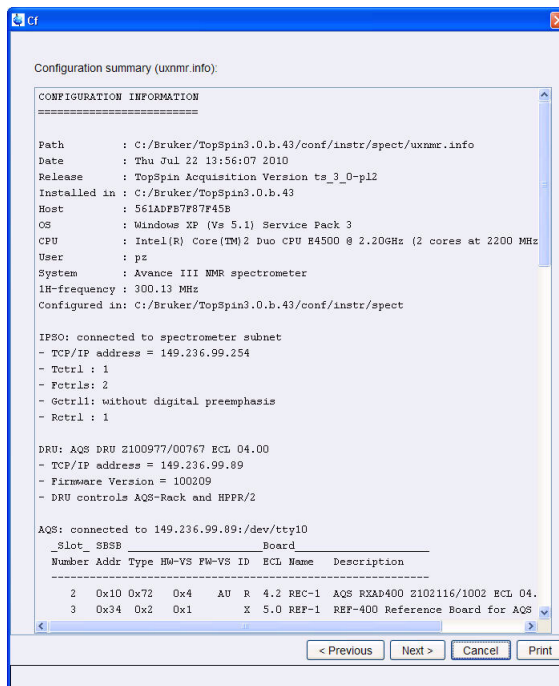 Cf
Configuration summary (uxnmr.info):
CONFIGURATION INFORMATION
==========================
Path : C:/Bruker/TopSpin3.0.b.43/conf/instr/spect/uxnmr.info
Date : Thu Jul 22 13:56:07 2010
Release : TopSpin Acquisition Version ts_3_0-pl2
Installed in : C:/Bruker/TopSpin3.0.b.43
Host : 561ADFB7F87F45B
OS : Windows XP (Vs 5.1) Service Pack 3
CPU : Intel(R) Core(TM)2 Duo CPU E4500 @ 2.20GHz (2 cores at 2200 MHz
User : pz
System : Avance III NMR spectrometer
1H-frequency : 300.13 MHz
Configured in: C:/Bruker/TopSpin3.0.b.43/conf/instr/spect
IPSO: connected to spectrometer subnet
- TCP/IP address = 149.236.99.254
- Tctrl : 1
- Fctrls: 2
- Gctrl1: without digital preemphasis
- Rctrl : 1
DRU: AQS DRU Z100977/00767 ECL 04.00
- TCP/IP address = 149.236.99.89
- Firmware Version = 100209
- DRU controls AQS-Rack and HPPR/2
AQS: connected to 149.236.99.89:/dev/tty10
_Slot_ SBSB ____________________Board________________________
Number Addr Type HW-VS FW-VS ID ECL Name Description
-------------------------------------------------------------
2 0x10 0x72 0x4 AU R 4.2 REC-1 AQS RXAD400 Z102116/1002 ECL 04.
3 0x34 0x2 0x1 X 5.0 REF-1 REF-400 Reference Board for AQS
< Previous Next > Cancel Print